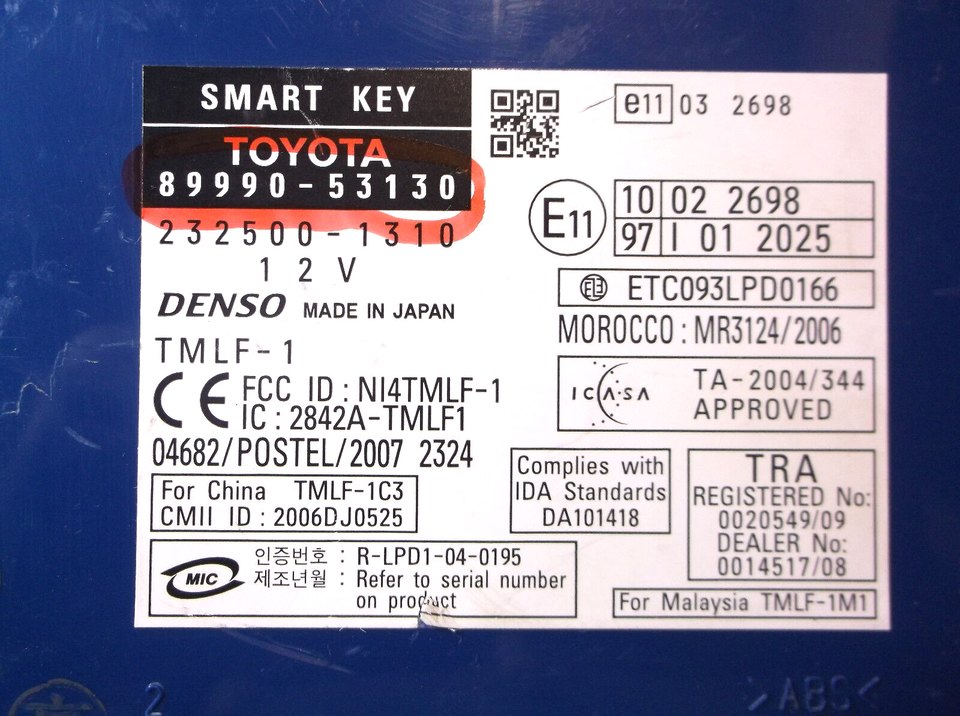 SMART KEY
TOYOTA
89990-53130
232500-1310
12V
DENSO MADE IN JAPAN
TMLF-1
CE FCC ID : NI4TMLF-1
IC : 2842A-TMLF1
04682/POSTEL/2007 2324
For China TMLF-1C3
CMII ID : 2006DJ0525
MIC 인증번호 : R-LPD1-04-0195
제조년월 : Refer to serial number
on product
e11 03 2698
E11 10 02 2698
97 I 01 2025
ETC093LPD0166
MOROCCO : MR3124/2006
ICASA TA-2004/344
APPROVED
Complies with
IDA Standards
DA101418
TRA
REGISTERED No:
0020549/09
DEALER No:
0014517/08
For Malaysia TMLF-1M1
2
>ABS<